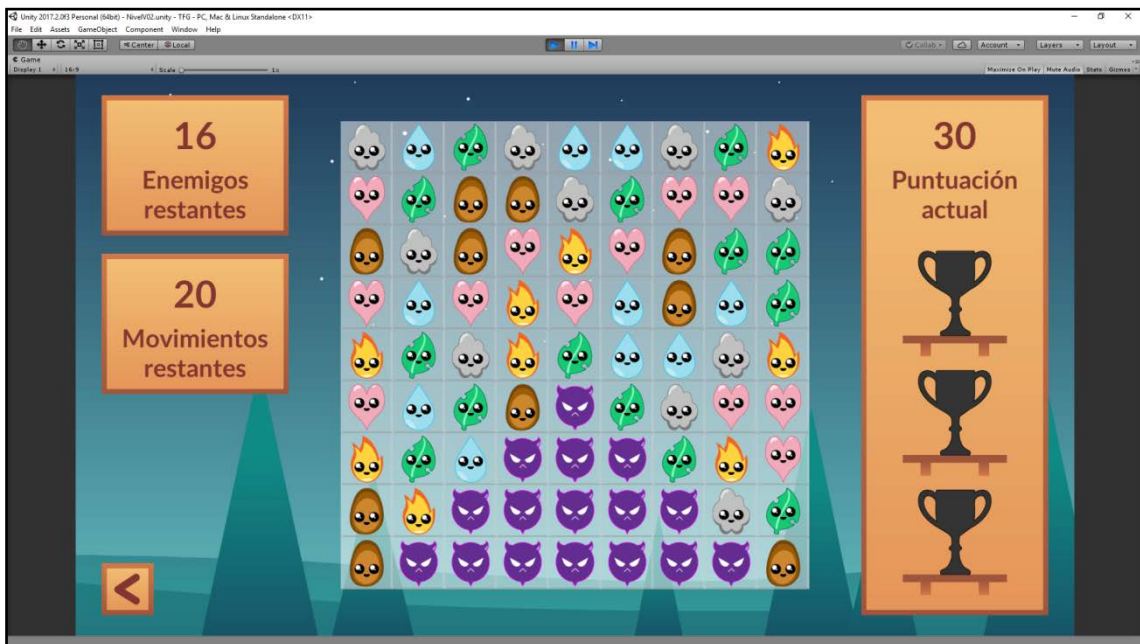 Unity 2017.2.0f3 Personal (64bit) - NivelV02.unity - TFG - PC, Mac & Linux Standalone <DX11>
File Edit Assets GameObject Component Window Help
Center Local Collab Account Layers Layout
Game
Display 1 16:9 Scale 1x Maximize On Play Mute Audio Stats Gizmos
16
Enemigos
restantes
20
Movimientos
restantes
30
Puntuación
actual